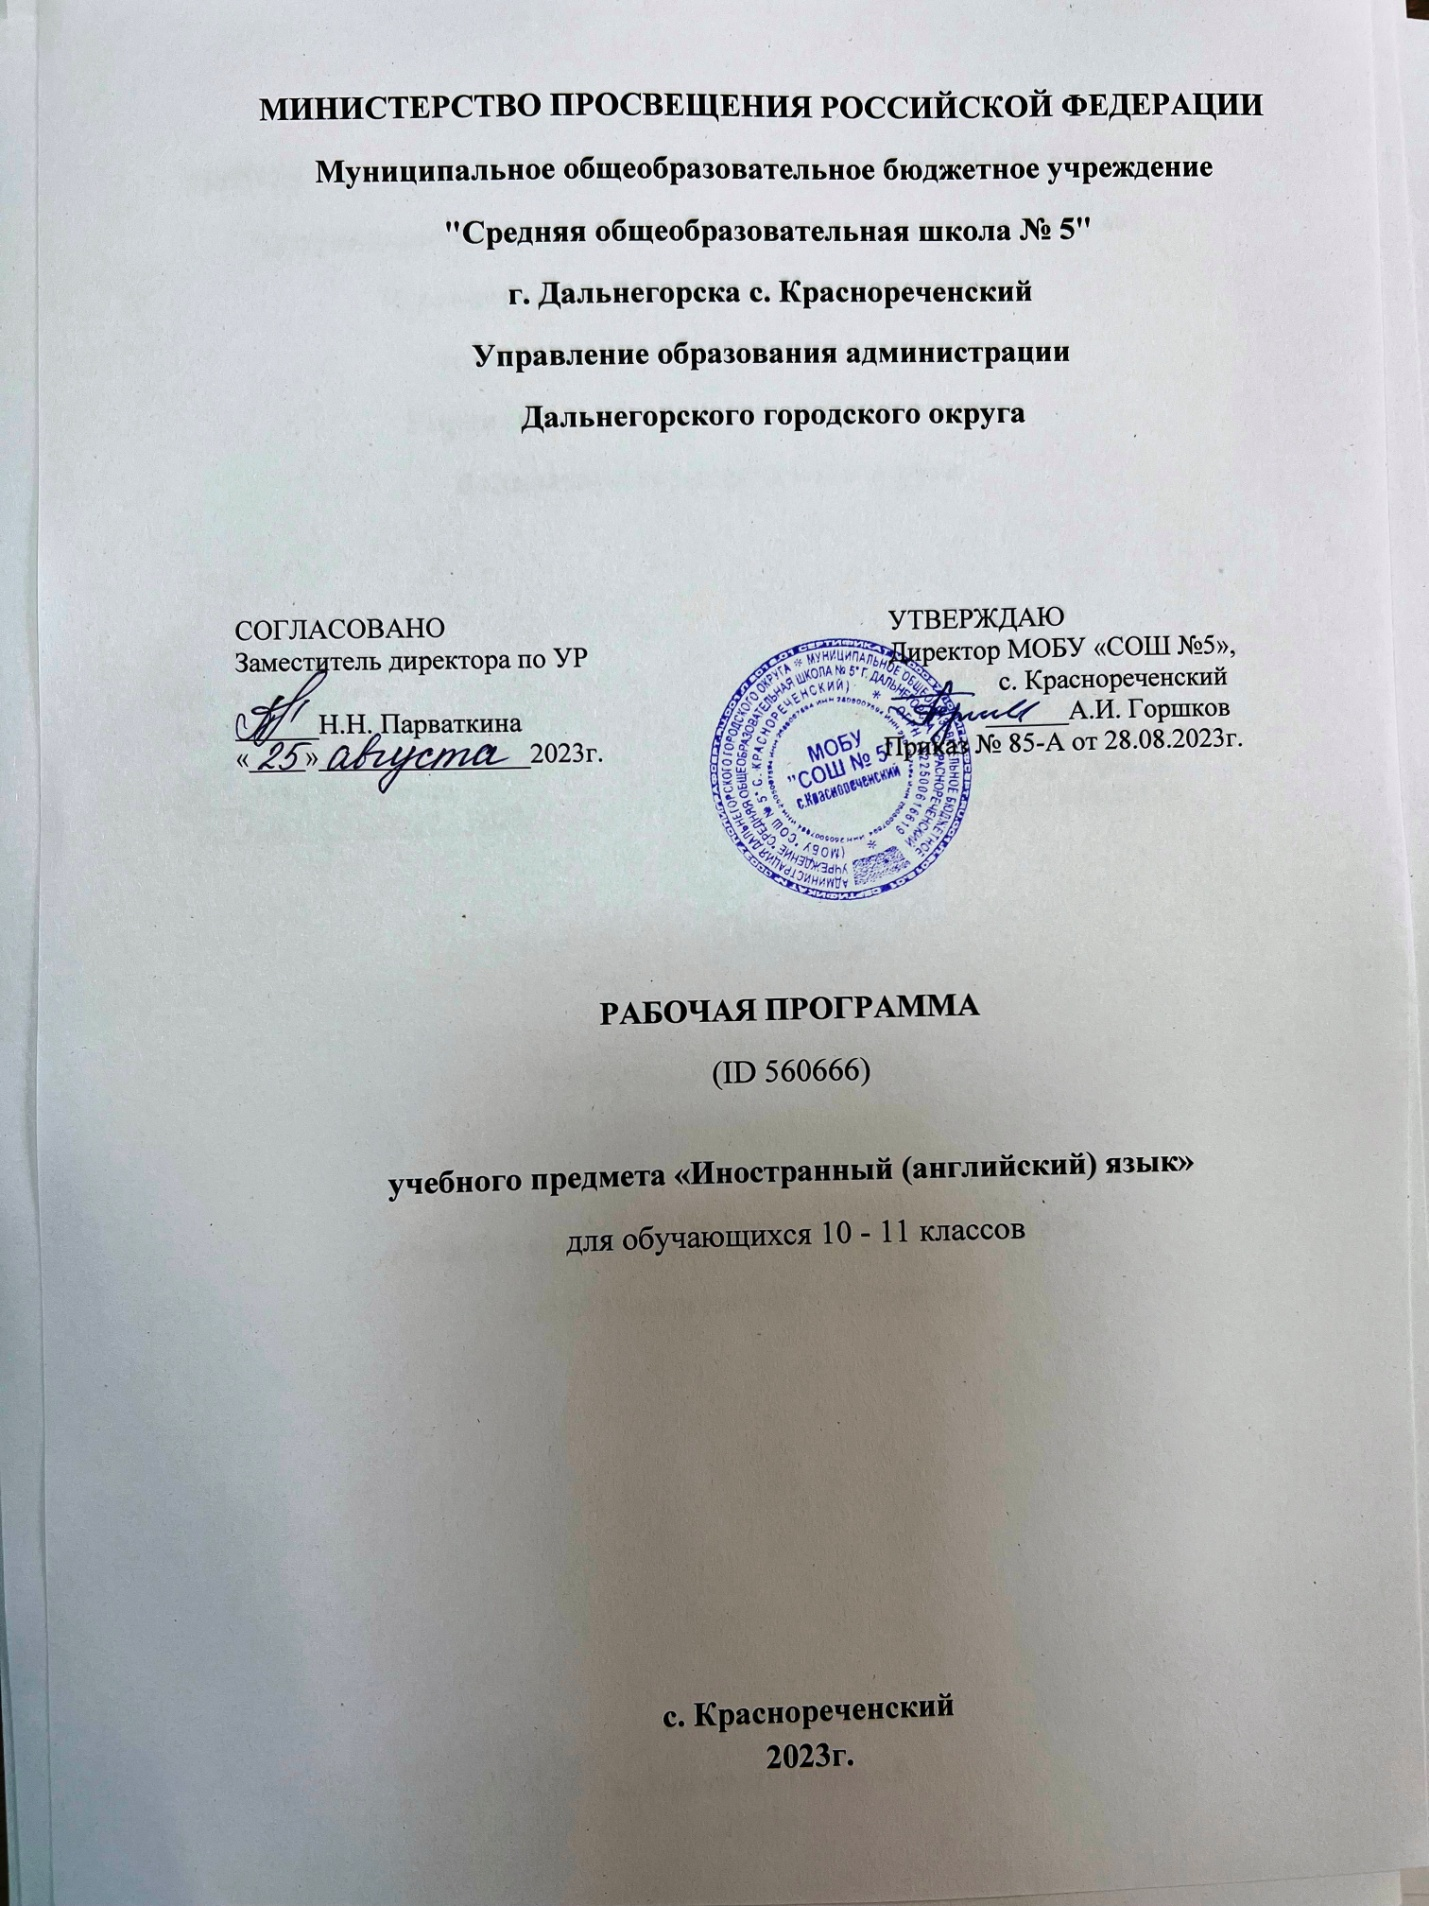 МИНИСТЕРСТВО ПРОСВЕЩЕНИЯ РОССИЙСКОЙ ФЕДЕРАЦИИ
Муниципальное общеобразовательное бюджетное учреждение
"Средняя общеобразовательная школа № 5"
г. Дальнегорска с. Краснореченский
Управление образования администрации
Дальнегорского городского округа
СОГЛАСОВАНО
Заместитель директора по УР
______Н.Н. Парваткина
«25» августа 2023г.
УТВЕРЖДАЮ
Директор МОБУ «СОШ №5»,
с. Краснореченский
______А.И. Горшков
Приказ № 85-А от 28.08.2023г.
МОБУ
"СОШ № 5"
с.Краснореченский
РАБОЧАЯ ПРОГРАММА
(ID 560666)
учебного предмета «Иностранный (английский) язык»
для обучающихся 10 - 11 классов
с. Краснореченский
2023г.